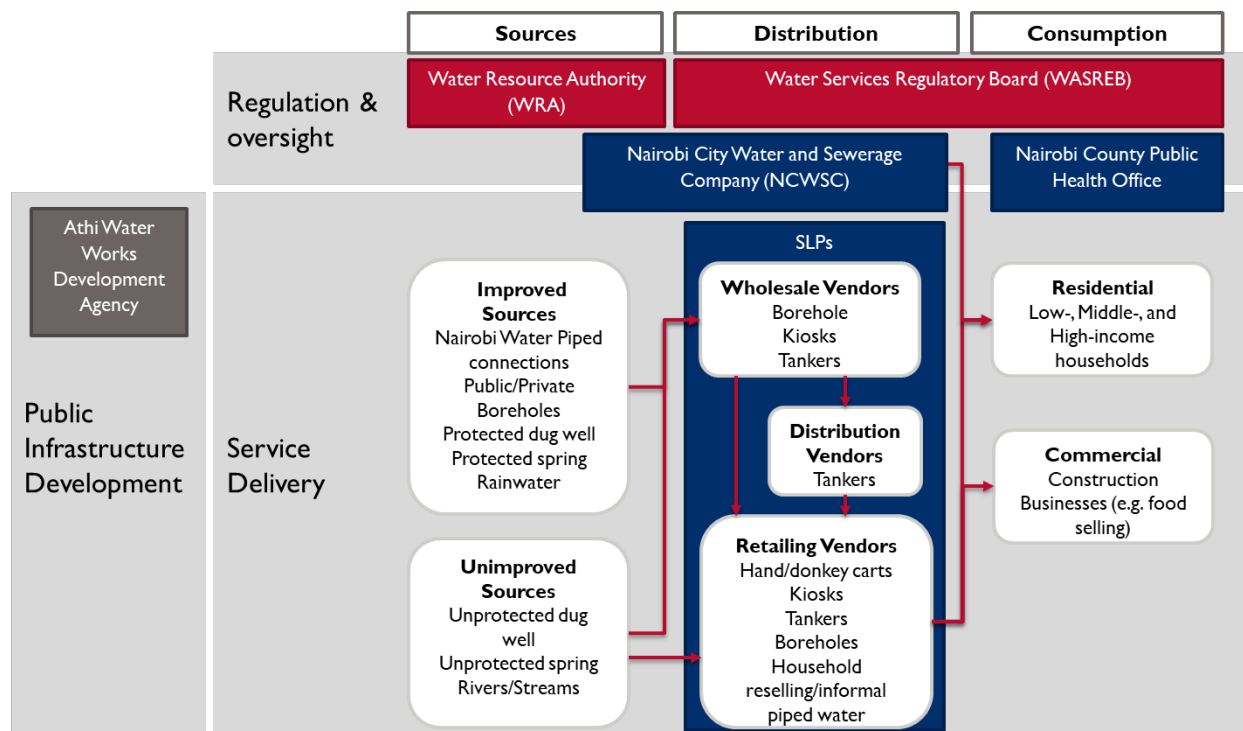 Sources
Distribution
Consumption
Regulation &
oversight
Water Resource Authority
(WRA)
Water Services Regulatory Board (WASREB)
Nairobi City Water and Sewerage
Company (NCWSC)
Nairobi County Public
Health Office
Athi Water
Works
Development
Agency
Public
Infrastructure
Development
Service
Delivery
Improved
Sources
Nairobi Water Piped
connections
Public/Private
Boreholes
Protected dug well
Protected spring
Rainwater
Unimproved
Sources
Unprotected dug
well
Unprotected spring
Rivers/Streams
SLPs
Wholesale Vendors
Borehole
Kiosks
Tankers
Distribution
Vendors
Tankers
Retailing Vendors
Hand/donkey carts
Kiosks
Tankers
Boreholes
Household
reselling/informal
piped water
Residential
Low-, Middle-, and
High-income
households
Commercial
Construction
Businesses (e.g. food
selling)